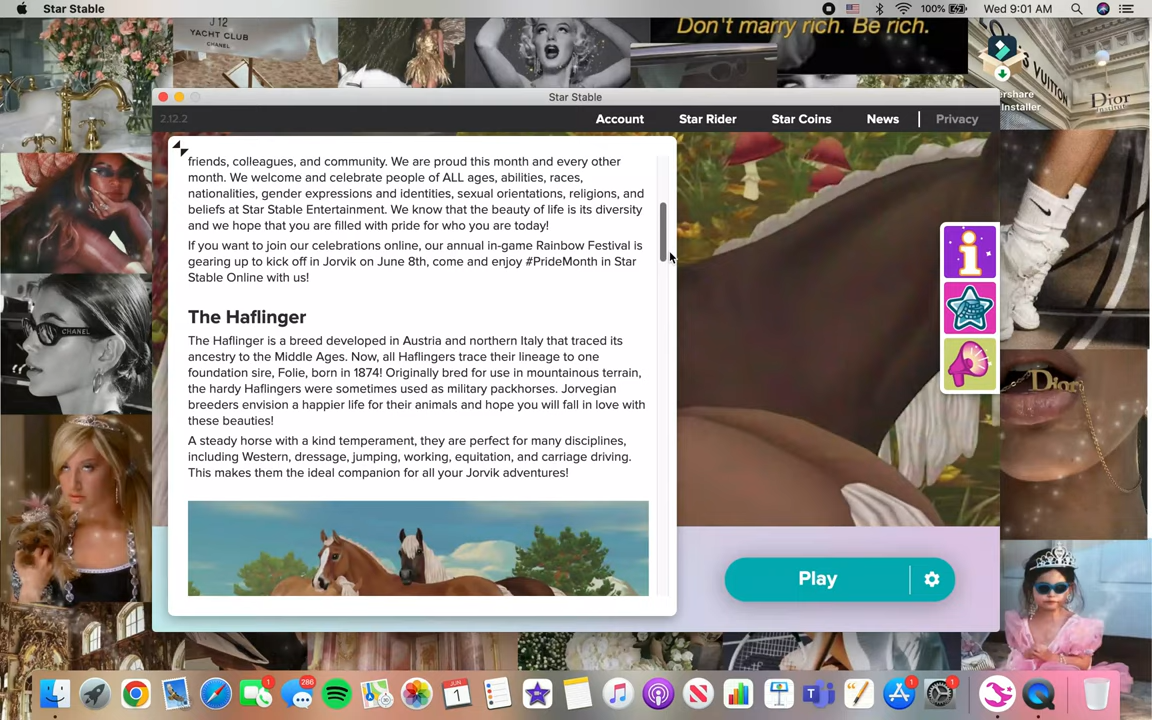 Star Stable
100%
Wed 9:01 AM
J 12
YACHT CLUB
CHANEL
Don't marry rich. Be rich.
VUITTON
Dior
ershare
Installer
Star Stable
2.12.2
Account
Star Rider
Star Coins
News
Privacy
friends, colleagues, and community. We are proud this month and every other
month. We welcome and celebrate people of ALL ages, abilities, races,
nationalities, gender expressions and identities, sexual orientations, religions, and
beliefs at Star Stable Entertainment. We know that the beauty of life is its diversity
and we hope that you are filled with pride for who you are today!
If you want to join our celebrations online, our annual in-game Rainbow Festival is
gearing up to kick off in Jorvik on June 8th, come and enjoy #PrideMonth in Star
Stable Online with us!
The Haflinger
The Haflinger is a breed developed in Austria and northern Italy that traced its
ancestry to the Middle Ages. Now, all Haflingers trace their lineage to one
foundation sire, Folie, born in 1874! Originally bred for use in mountainous terrain,
the hardy Haflingers were sometimes used as military packhorses. Jorvegian
breeders envision a happier life for their animals and hope you will fall in love with
these beauties!
A steady horse with a kind temperament, they are perfect for many disciplines,
including Western, dressage, jumping, working, equitation, and carriage driving.
This makes them the ideal companion for all your Jorvik adventures!
CHANEL
Dior
Play
1
286
JUN
1
1
1